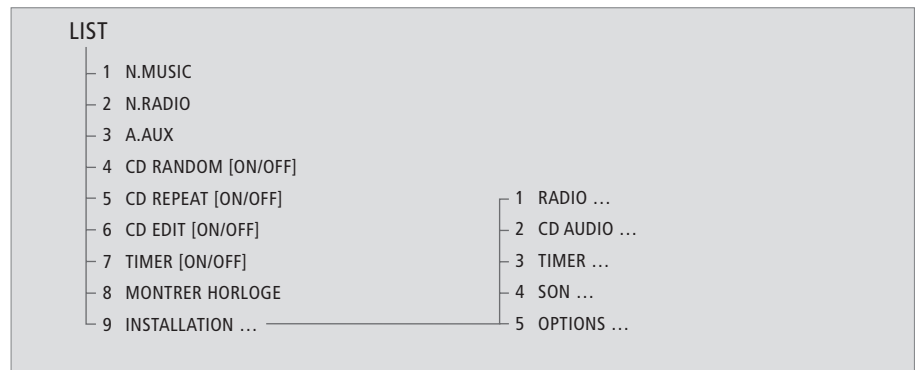 LIST
1 N.MUSIC
2 N.RADIO
3 A.AUX
4 CD RANDOM [ON/OFF]
5 CD REPEAT [ON/OFF]
6 CD EDIT [ON/OFF]
7 TIMER [ON/OFF]
8 MONTRER HORLOGE
9 INSTALLATION …
1 RADIO …
2 CD AUDIO …
3 TIMER …
4 SON …
5 OPTIONS …